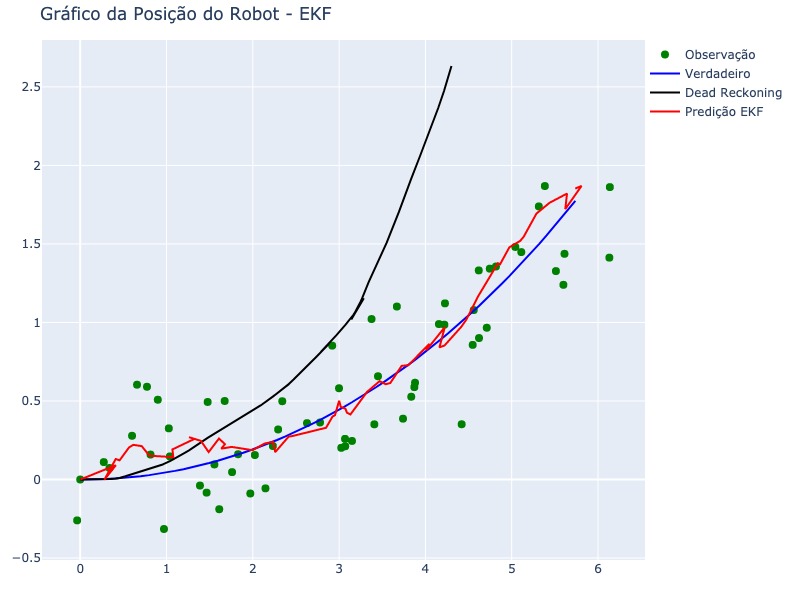 Gráfico da Posição do Robot - EKF
Observação
Verdadeiro
Dead Reckoning
Predição EKF
2.5
2
1.5
1
0.5
0
−0.5
0 1 2 3 4 5 6